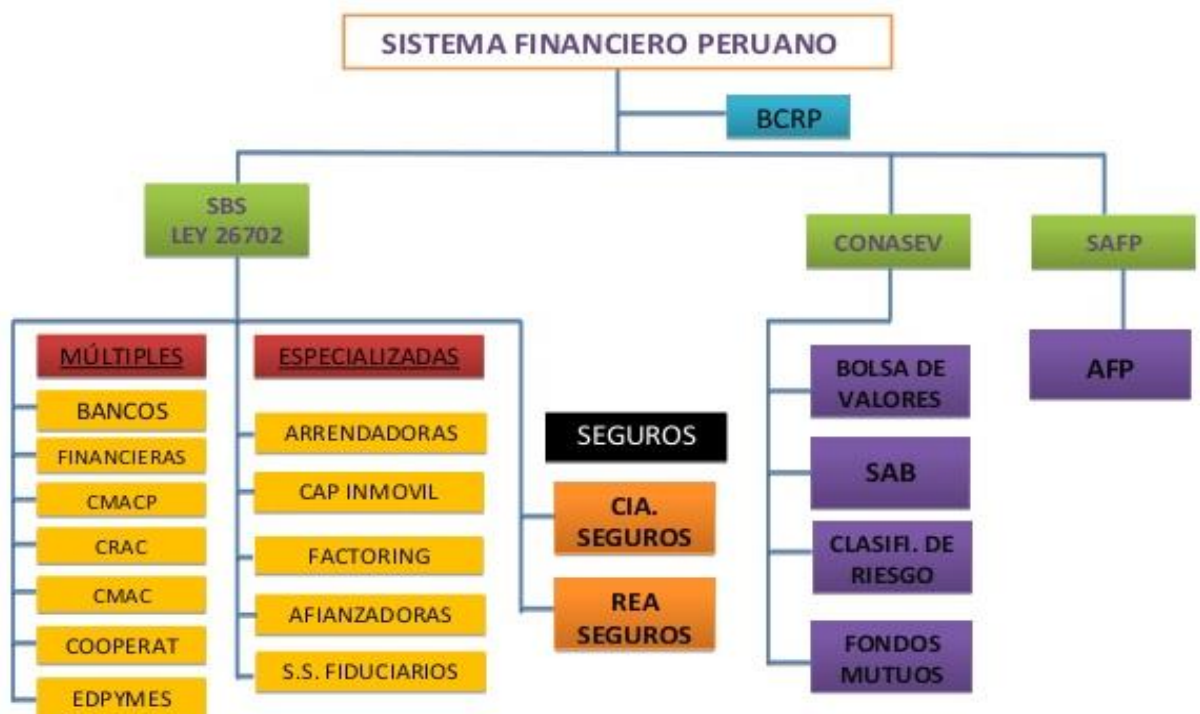 SISTEMA FINANCIERO PERUANO
BCRP
SBS
LEY 26702
CONASEV
SAFP
MÚLTIPLES
BANCOS
FINANCIERAS
CMACP
CRAC
CMAC
COOPERAT
EDPYMES
ESPECIALIZADAS
ARRENDADORAS
CAP INMOVIL
FACTORING
AFIANZADORAS
S.S. FIDUCIARIOS
SEGUROS
CIA.
SEGUROS
REA
SEGUROS
BOLSA DE
VALORES
SAB
CLASIFI. DE
RIESGO
FONDOS
MUTUOS
AFP